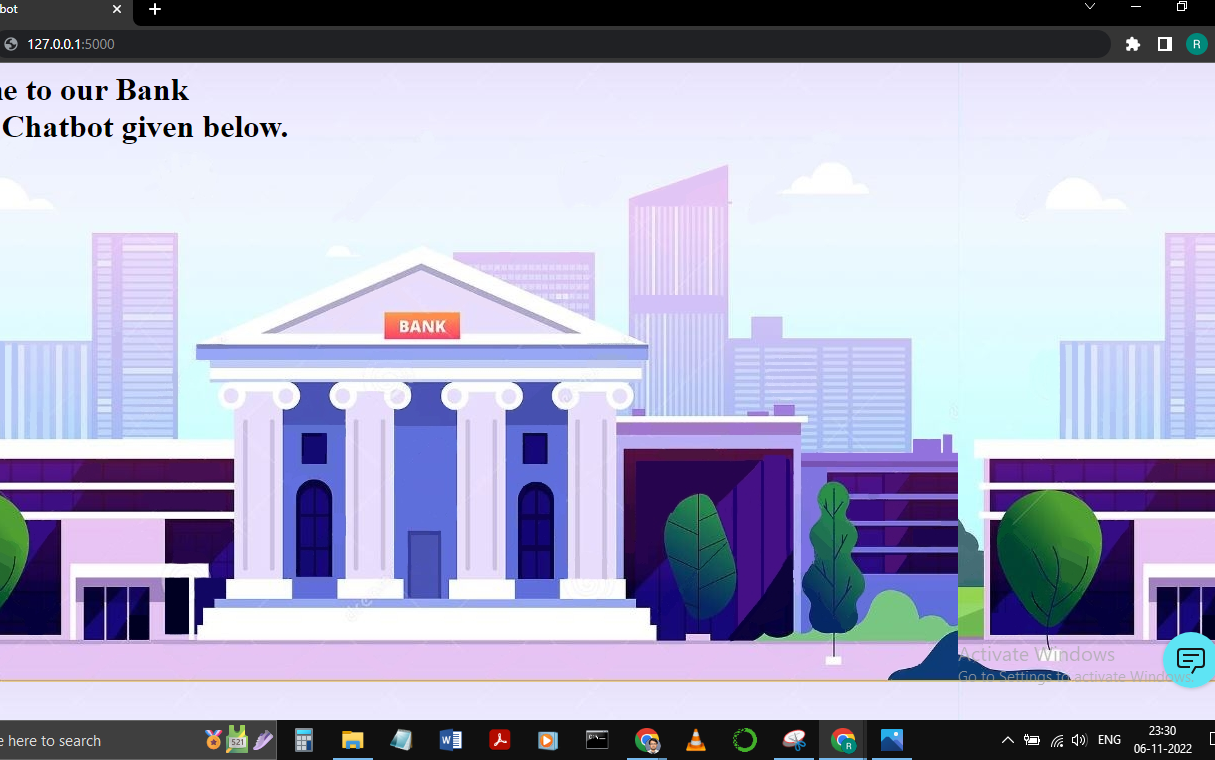 bot
127.0.0.1:5000
e to our Bank
Chatbot given below.
BANK
Activate Windows
Go to Settings to activate Windows.
521
e here to search
ENG
23:30
06-11-2022
R